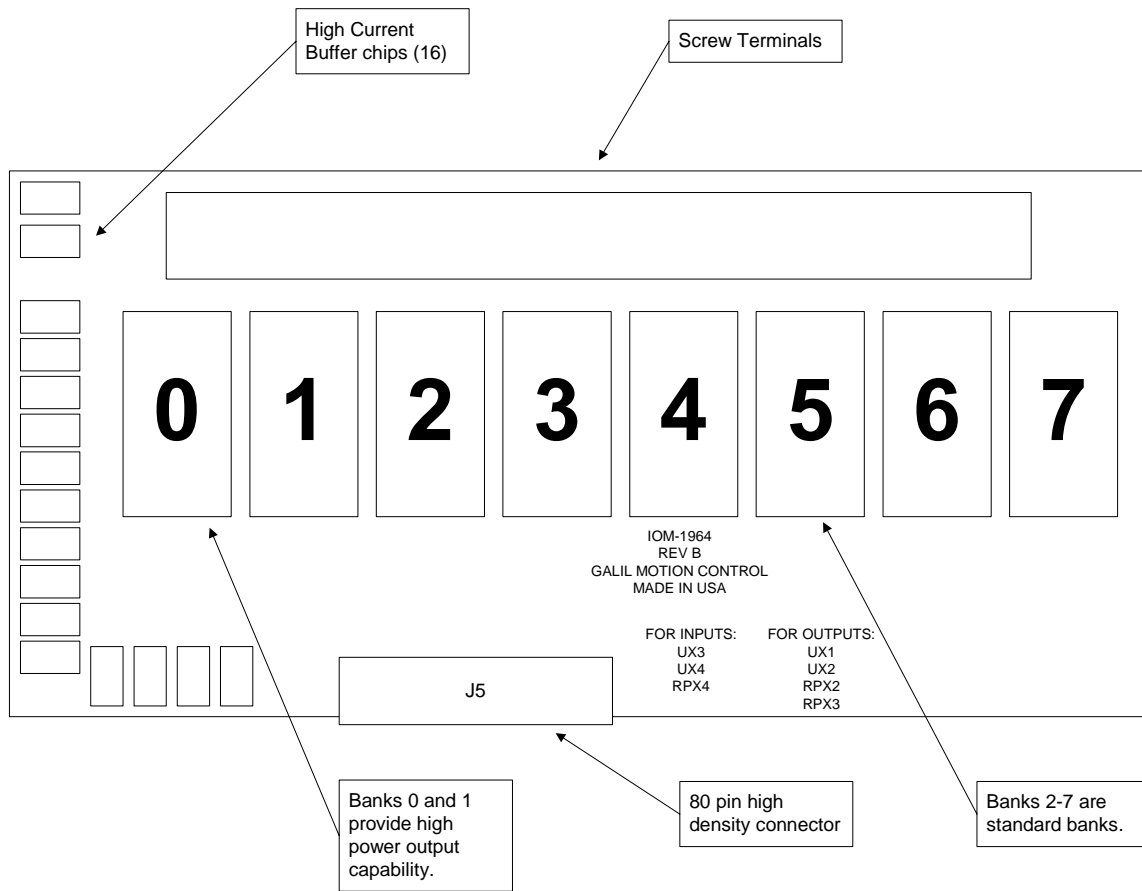 High Current
Buffer chips (16)
Screw Terminals
0 1 2 3 4 5 6 7
IOM-1964
REV B
GALIL MOTION CONTROL
MADE IN USA
FOR INPUTS:
UX3
UX4
RPX4
FOR OUTPUTS:
UX1
UX2
RPX2
RPX3
J5
Banks 0 and 1
provide high
power output
capability.
80 pin high
density connector
Banks 2-7 are
standard banks.